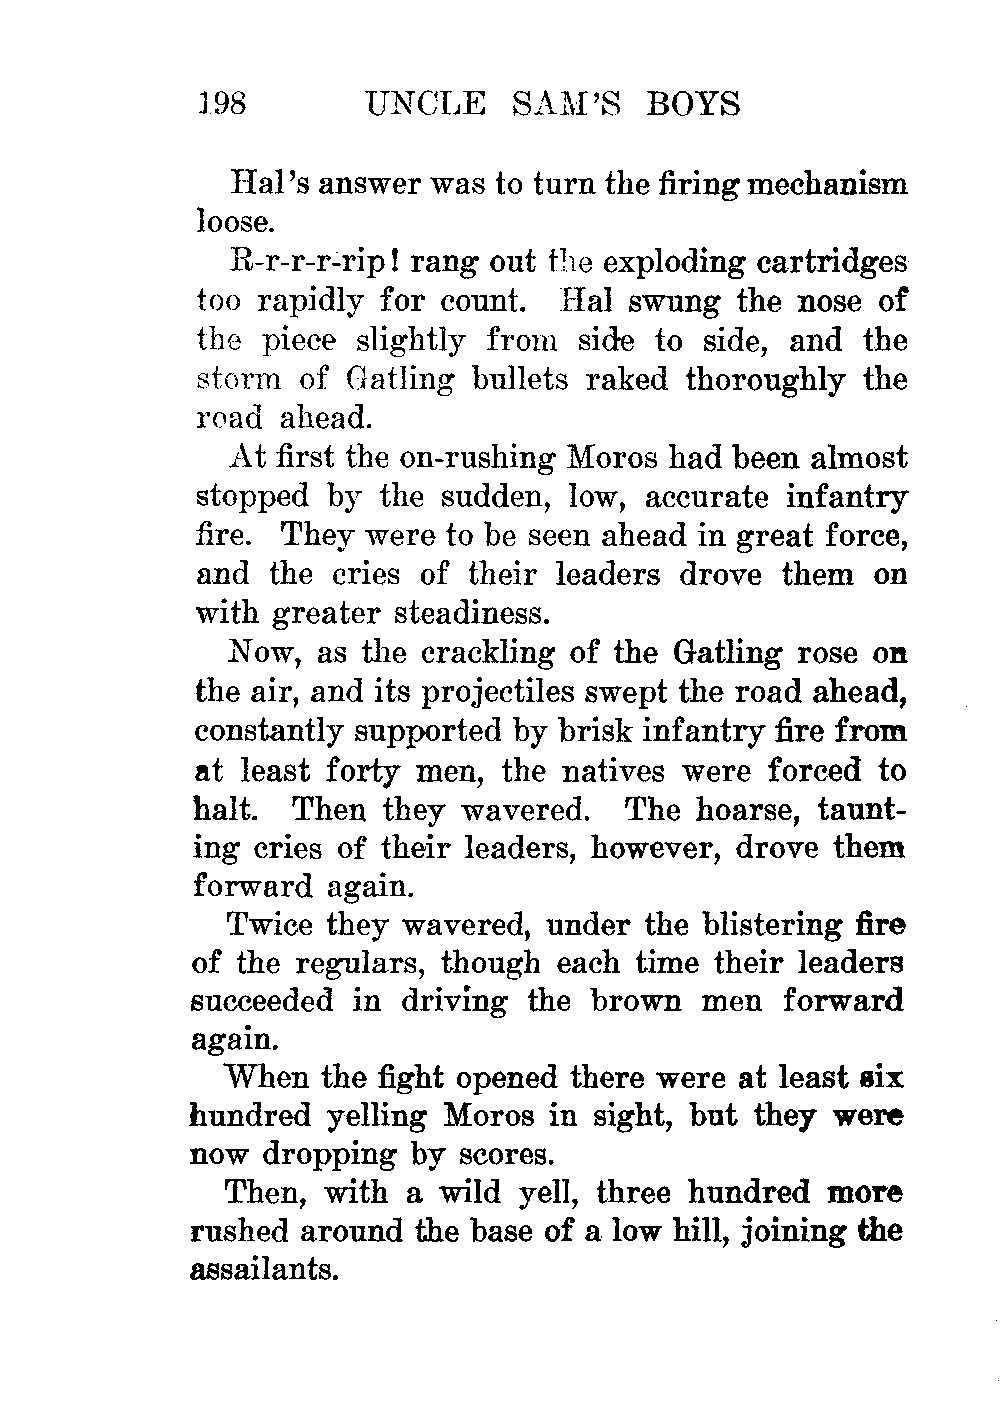 198 UNCLE SAM'S BOYS
Hal's answer was to turn the firing mechanism
loose.
R-r-r-r-rip! rang out the exploding cartridges
too rapidly for count. Hal swung the nose of
the piece slightly from side to side, and the
storm of Gatling bullets raked thoroughly the
road ahead.
At first the on-rushing Moros had been almost
stopped by the sudden, low, accurate infantry
fire. They were to be seen ahead in great force,
and the cries of their leaders drove them on
with greater steadiness.
Now, as the crackling of the Gatling rose on
the air, and its projectiles swept the road ahead,
constantly supported by brisk infantry fire from
at least forty men, the natives were forced to
halt. Then they wavered. The hoarse, taunt-
ing cries of their leaders, however, drove them
forward again.
Twice they wavered, under the blistering fire
of the regulars, though each time their leaders
succeeded in driving the brown men forward
again.
When the fight opened there were at least six
hundred yelling Moros in sight, but they were
now dropping by scores.
Then, with a wild yell, three hundred more
rushed around the base of a low hill, joining the
assailants.